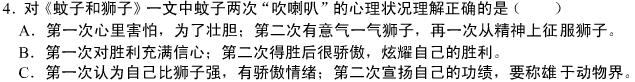 4．对《蚊子和狮子》一文中蚊子两次“吹喇叭”的心理状况理解正确的是（　　）
A．第一次心里害怕，为了壮胆；第二次有意气一气狮子，再一次从精神上征服狮子。
B．第一次对胜利充满信心；第二次得胜后很骄傲，炫耀自己的胜利。
C．第一次认为自己比狮子强，有骄傲情绪；第二次宣扬自己的功绩，要称雄于动物界。